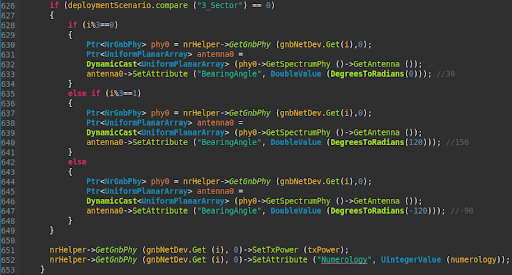 626 if (deploymentScenario.compare ("3_Sector") == 0)
627 {
628 if (i%3==0)
629 {
630 Ptr<NrGnbPhy> phy0 = nrHelper->GetGnbPhy (gnbNetDev.Get(i),0);
631 Ptr<UniformPlanarArray> antenna0 =
632 DynamicCast<UniformPlanarArray> (phy0->GetSpectrumPhy ()->GetAntenna ());
633 antenna0->SetAttribute ("BearingAngle", DoubleValue (DegreesToRadians(0))); //30
634 }
635 else if (i%3==1)
636 {
637 Ptr<NrGnbPhy> phy0 = nrHelper->GetGnbPhy (gnbNetDev.Get(i),0);
638 Ptr<UniformPlanarArray> antenna0 =
639 DynamicCast<UniformPlanarArray> (phy0->GetSpectrumPhy ()->GetAntenna ());
640 antenna0->SetAttribute ("BearingAngle", DoubleValue (DegreesToRadians(120))); //150
641 }
642 else
643 {
644 Ptr<NrGnbPhy> phy0 = nrHelper->GetGnbPhy (gnbNetDev.Get(i),0);
645 Ptr<UniformPlanarArray> antenna0 =
646 DynamicCast<UniformPlanarArray> (phy0->GetSpectrumPhy ()->GetAntenna ());
647 antenna0->SetAttribute ("BearingAngle", DoubleValue (DegreesToRadians(-120))); //-90
648 }
649 }
650
651 nrHelper->GetGnbPhy (gnbNetDev.Get (i), 0)->SetTxPower (txPower);
652 nrHelper->GetGnbPhy (gnbNetDev.Get (i), 0)->SetAttribute ("Numerology", UintegerValue (numerology));
653 }